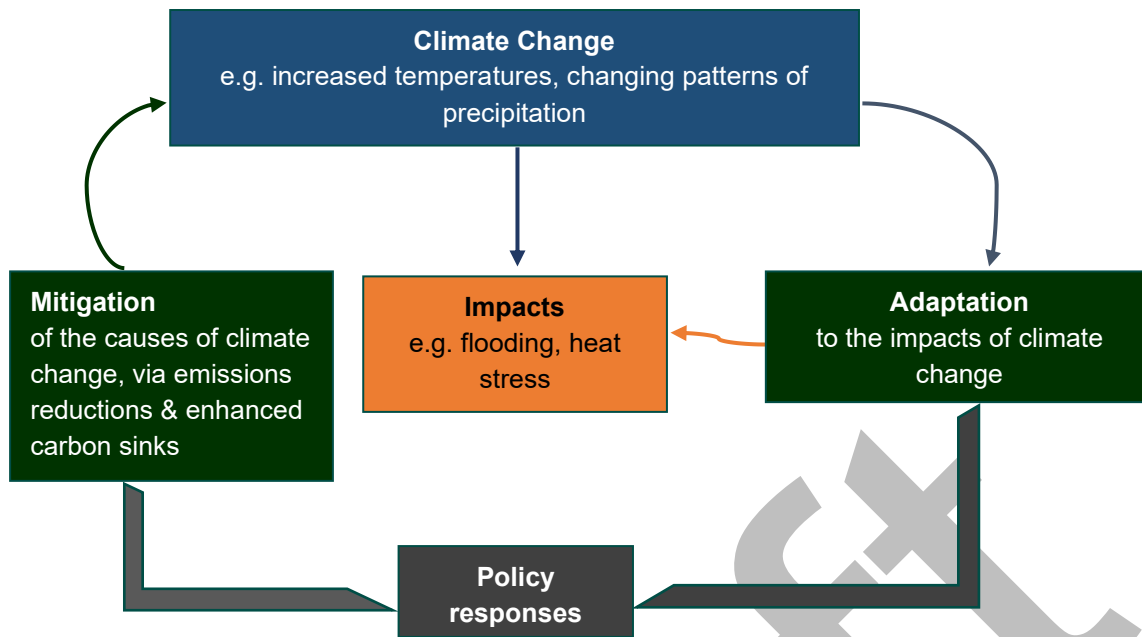 Climate Change
e.g. increased temperatures, changing patterns of
precipitation
Mitigation
of the causes of climate
change, via emissions
reductions & enhanced
carbon sinks
Impacts
e.g. flooding, heat
stress
Adaptation
to the impacts of climate
change
Policy
responses
ft